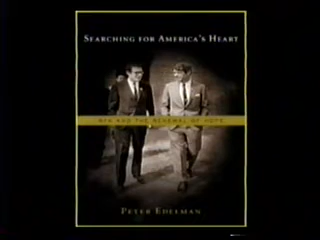 SEARCHING FOR AMERICA'S HEART
RFK AND THE RENEWAL OF HOPE
PETER EDELMAN